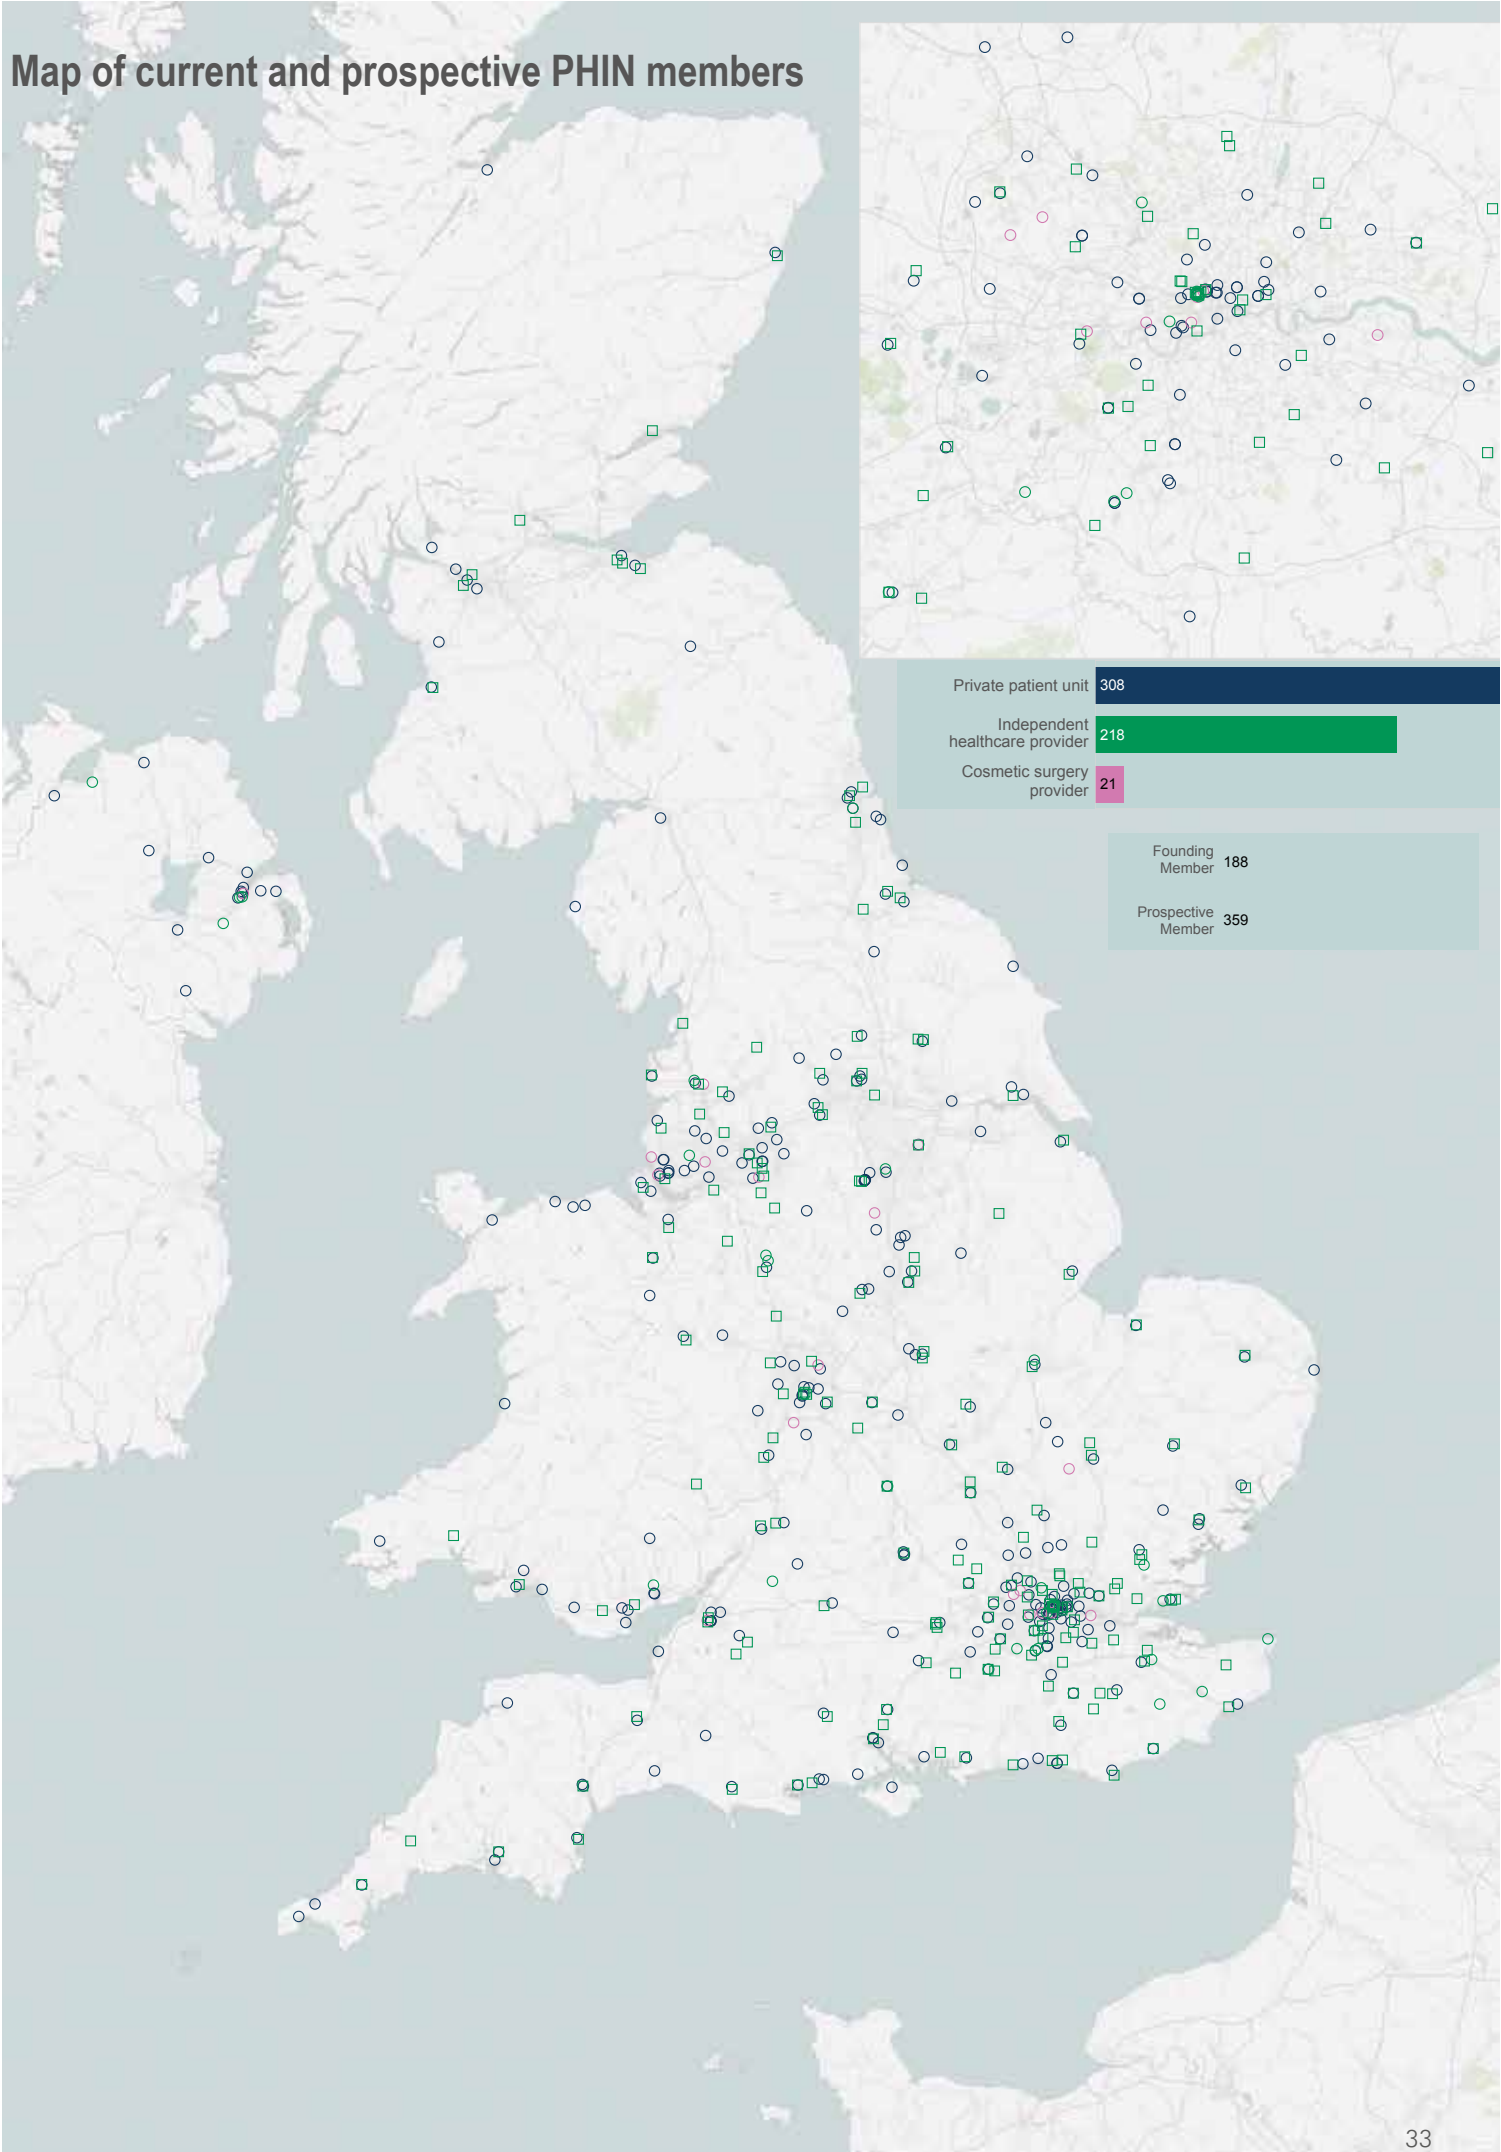 Map of current and prospective PHIN members
Private patient unit 308
Independent
healthcare provider 218
Cosmetic surgery
provider 21
Founding
Member 188
Prospective
Member 359
33